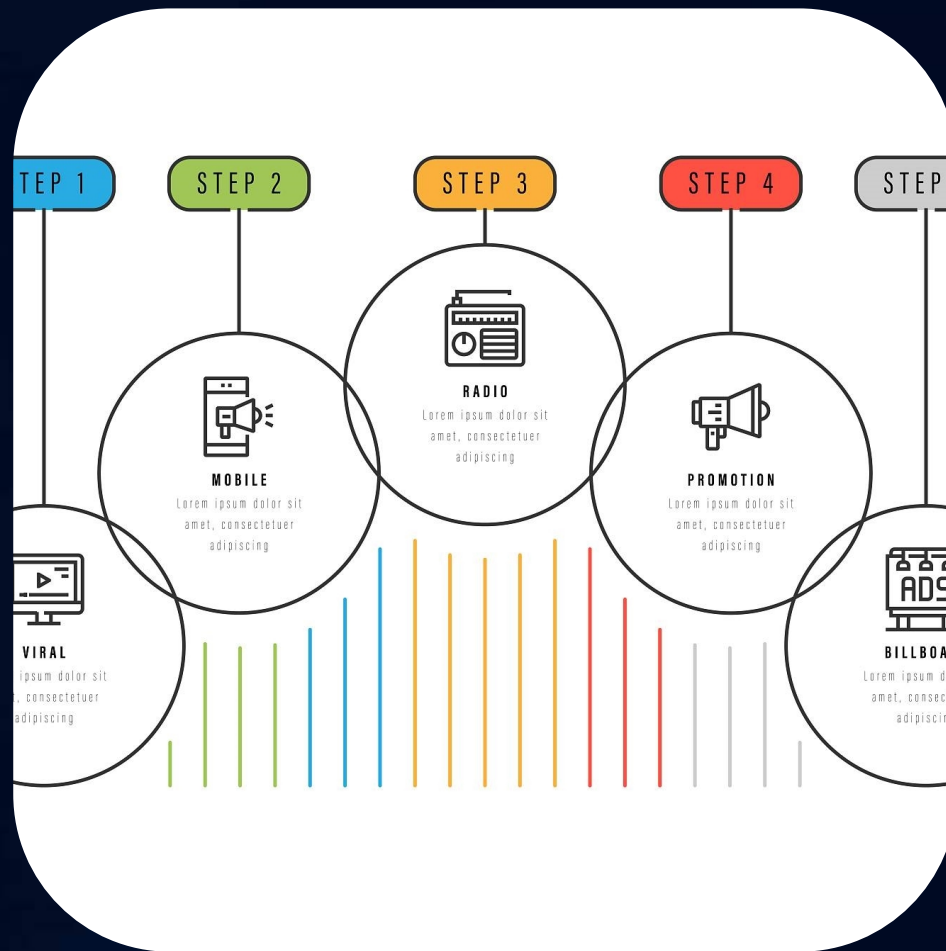 TEP 1
STEP 2
STEP 3
STEP 4
STEP
RADIO
Lorem ipsum dolor sit
amet, consectetuer
adipiscing
MOBILE
Lorem ipsum dolor sit
amet, consectetuer
adipiscing
PROMOTION
Lorem ipsum dolor sit
amet, consectetuer
adipiscing
VIRAL
ipsum dolor sit
, consectetuer
adipiscing
ADS
BILLBOA
Lorem ipsum d
amet, consec
adipiscin